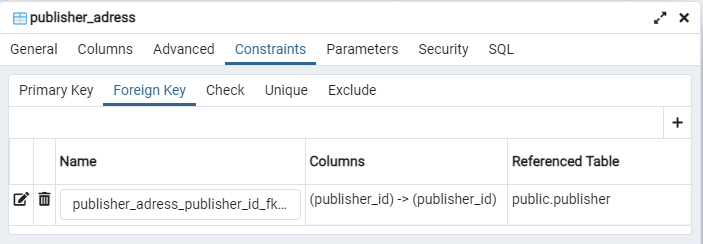 publisher_adress
General Columns Advanced Constraints Parameters Security SQL
Primary Key Foreign Key Check Unique Exclude
Name Columns Referenced Table
publisher_adress_publisher_id_fk... (publisher_id) -> (publisher_id) public.publisher